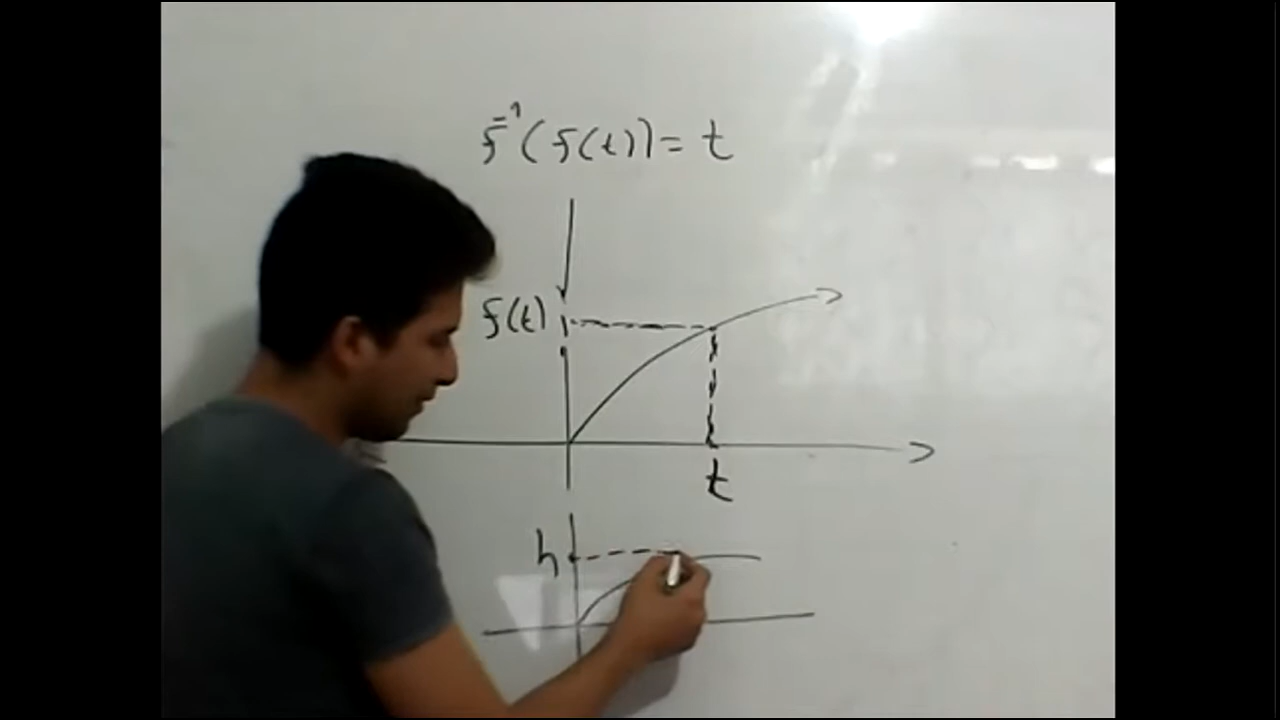 f⁻¹(f(t))= t
f(t)
t
h